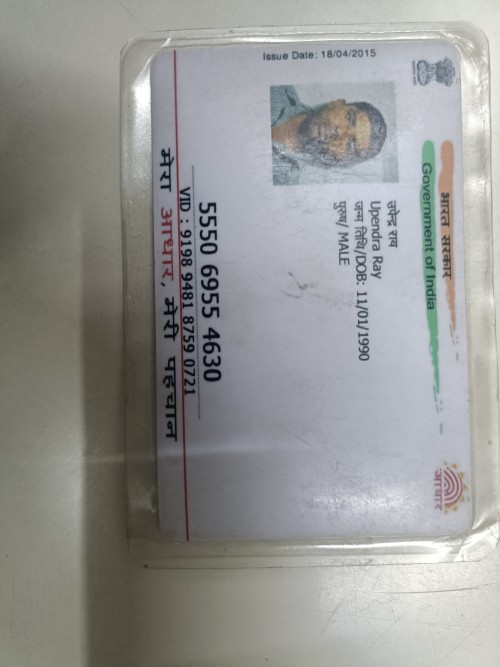 भारत सरकार
Government of India
Issue Date: 18/04/2015
उपेन्द्र राय
Upendra Ray
जन्म तिथि/DOB: 11/01/1990
पुरुष/ MALE
5550 6955 4630
VID : 9198 9481 8759 0721
मेरा आधार, मेरी पहचान
आधार